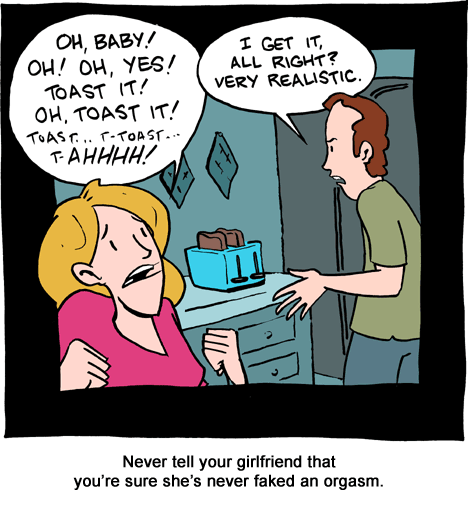 OH, BABY!
OH! OH, YES!
TOAST IT!
OH, TOAST IT!
TOAST... T-TOAST...
T-AHHHH!
I GET IT,
ALL RIGHT?
VERY REALISTIC.
Never tell your girlfriend that
you're sure she's never faked an orgasm.